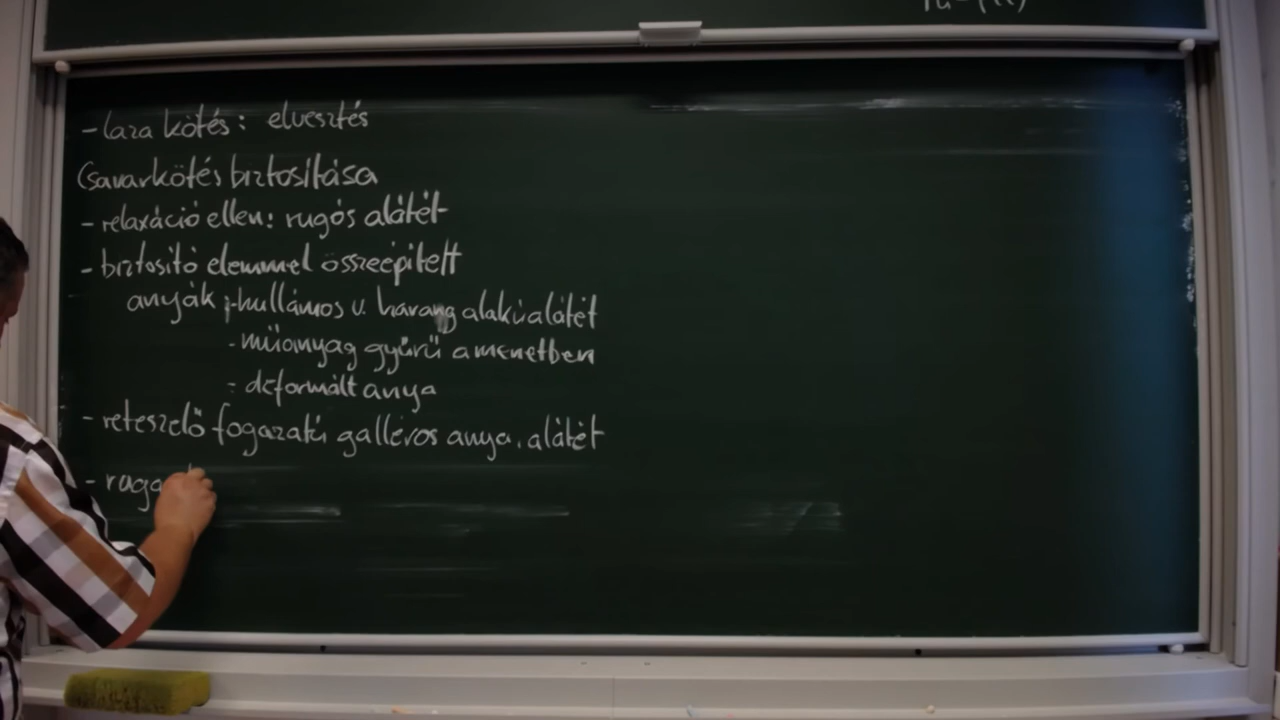 - laza kötés: elvesztés
Csavarkötés biztosítása
- relaxáció ellen: rugós alátét
- biztosító elemmel összeépített
anyák :-hullámos v. harang alakú alátét
- műanyag gyűrű a menetben
- deformált anya
- reteszelő fogazatú galléros anya, alátét
- raga